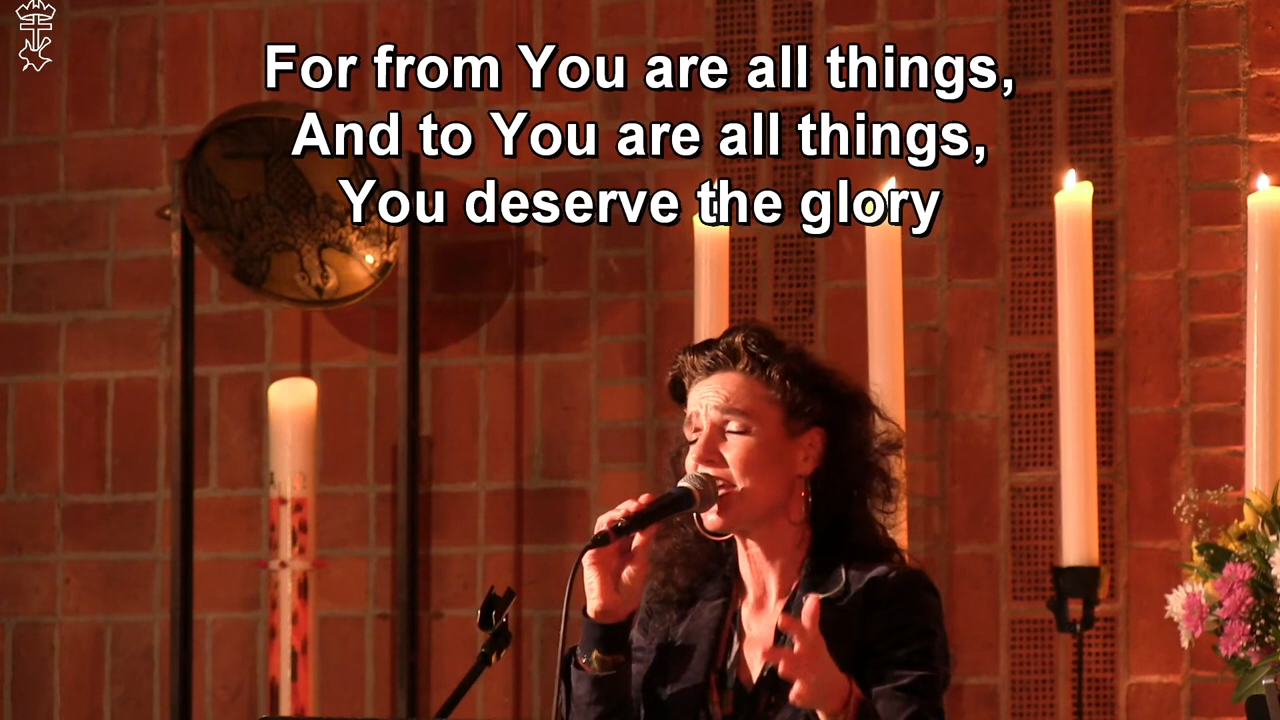 For from You are all things,
And to You are all things,
You deserve the glory